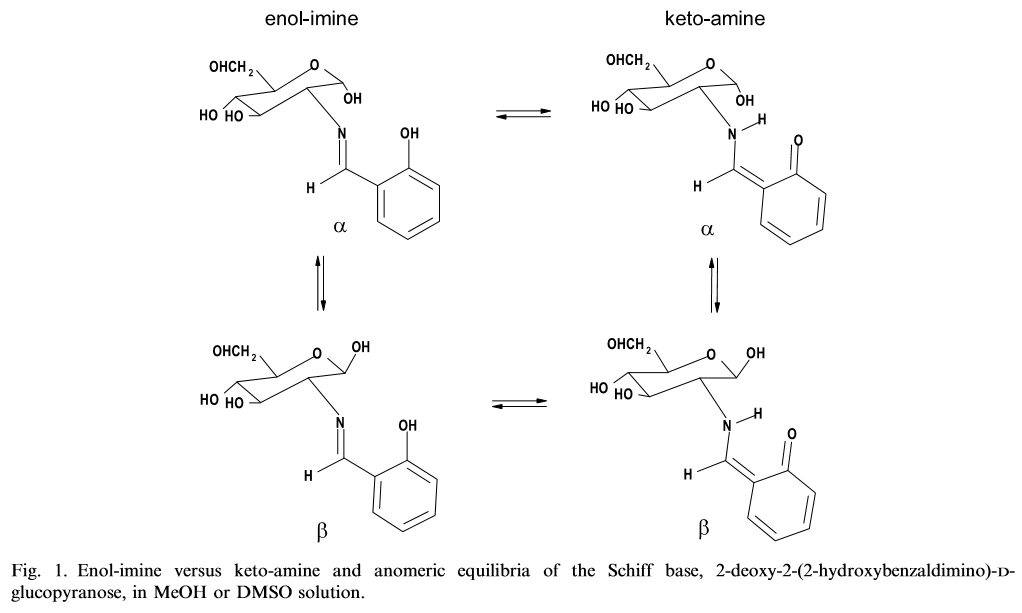 enol-imine keto-amine
OHCH2 O OHCH2 O
OH OH
HO HO HO HO
N OH N H O
H H
α α
OHCH2 O OH OHCH2 O OH
HO HO HO HO
N OH N H O
H H
β β
Fig. 1. Enol-imine versus keto-amine and anomeric equilibria of the Schiff base, 2-deoxy-2-(2-hydroxybenzaldimino)-D-
glucopyranose, in MeOH or DMSO solution.